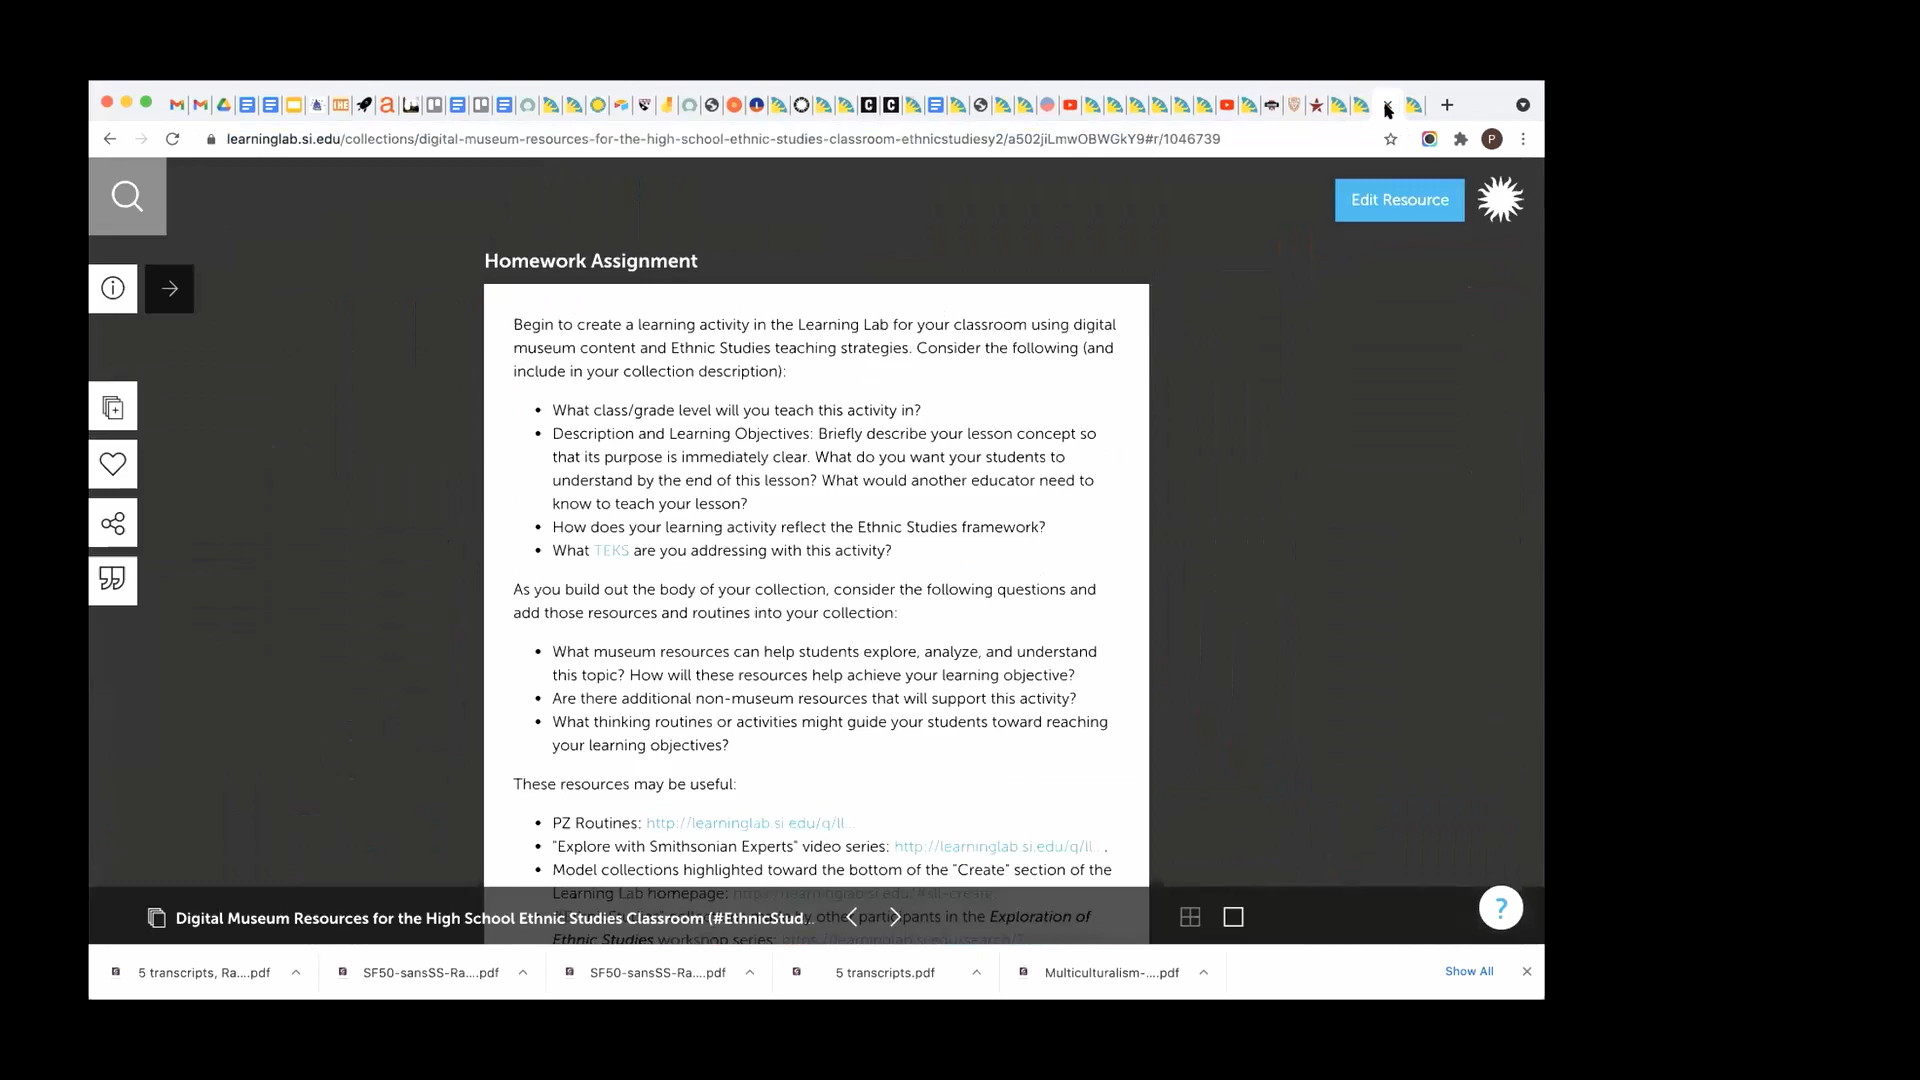 learninglab.si.edu/collections/digital-museum-resources-for-the-high-school-ethnic-studies-classroom-ethnicstudiesy2/a502jiLmwOBWGkY9#r/1046739
P
Edit Resource
Homework Assignment
Begin to create a learning activity in the Learning Lab for your classroom using digital
museum content and Ethnic Studies teaching strategies. Consider the following (and
include in your collection description):
• What class/grade level will you teach this activity in?
• Description and Learning Objectives: Briefly describe your lesson concept so
that its purpose is immediately clear. What do you want your students to
understand by the end of this lesson? What would another educator need to
know to teach your lesson?
• How does your learning activity reflect the Ethnic Studies framework?
• What TEKS are you addressing with this activity?
As you build out the body of your collection, consider the following questions and
add those resources and routines into your collection:
• What museum resources can help students explore, analyze, and understand
this topic? How will these resources help achieve your learning objective?
• Are there additional non-museum resources that will support this activity?
• What thinking routines or activities might guide your students toward reaching
your learning objectives?
These resources may be useful:
• PZ Routines: http://learninglab.si.edu/q/ll...
• "Explore with Smithsonian Experts" video series: http://learninglab.si.edu/q/ll... .
• Model collections highlighted toward the bottom of the "Create" section of the
Learning Lab homepage: http://learninglab.si.edu/#sll-create
by other participants in the Exploration of
Ethnic Studies workshop series: https://learninglab.si.edu/search/
Digital Museum Resources for the High School Ethnic Studies Classroom (#EthnicStud...
?
5 transcripts, Ra....pdf
SF50-sansSS-Ra....pdf
SF50-sansSS-Ra....pdf
5 transcripts.pdf
Multiculturalism-....pdf
Show All